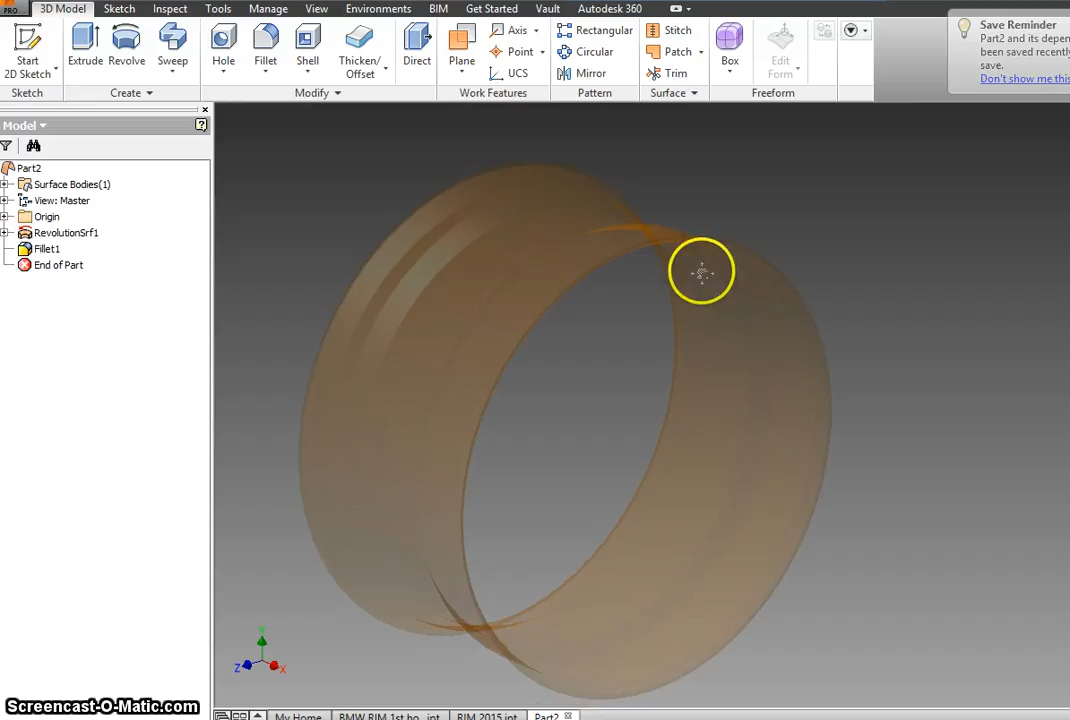 PRO
3D Model Sketch Inspect Tools Manage View Environments BIM Get Started Vault Autodesk 360
Start
2D Sketch
Extrude Revolve Sweep
Hole Fillet Shell
Thicken/
Offset
Direct
Plane
Axis
Point
UCS
Rectangular
Circular
Mirror
Stitch
Patch
Trim
Box
Edit
Form
Sketch Create Modify Work Features Pattern Surface Freeform
Save Reminder
Part2 and its depen
been saved recently
save.
Don't show me this
Model
Part2
Surface Bodies(1)
View: Master
Origin
RevolutionSrf1
Fillet1
End of Part
Y
Z X
Screencast-O-Matic.com
My Home BMW RIM 1st ho...ipt RIM 2015.ipt Part2